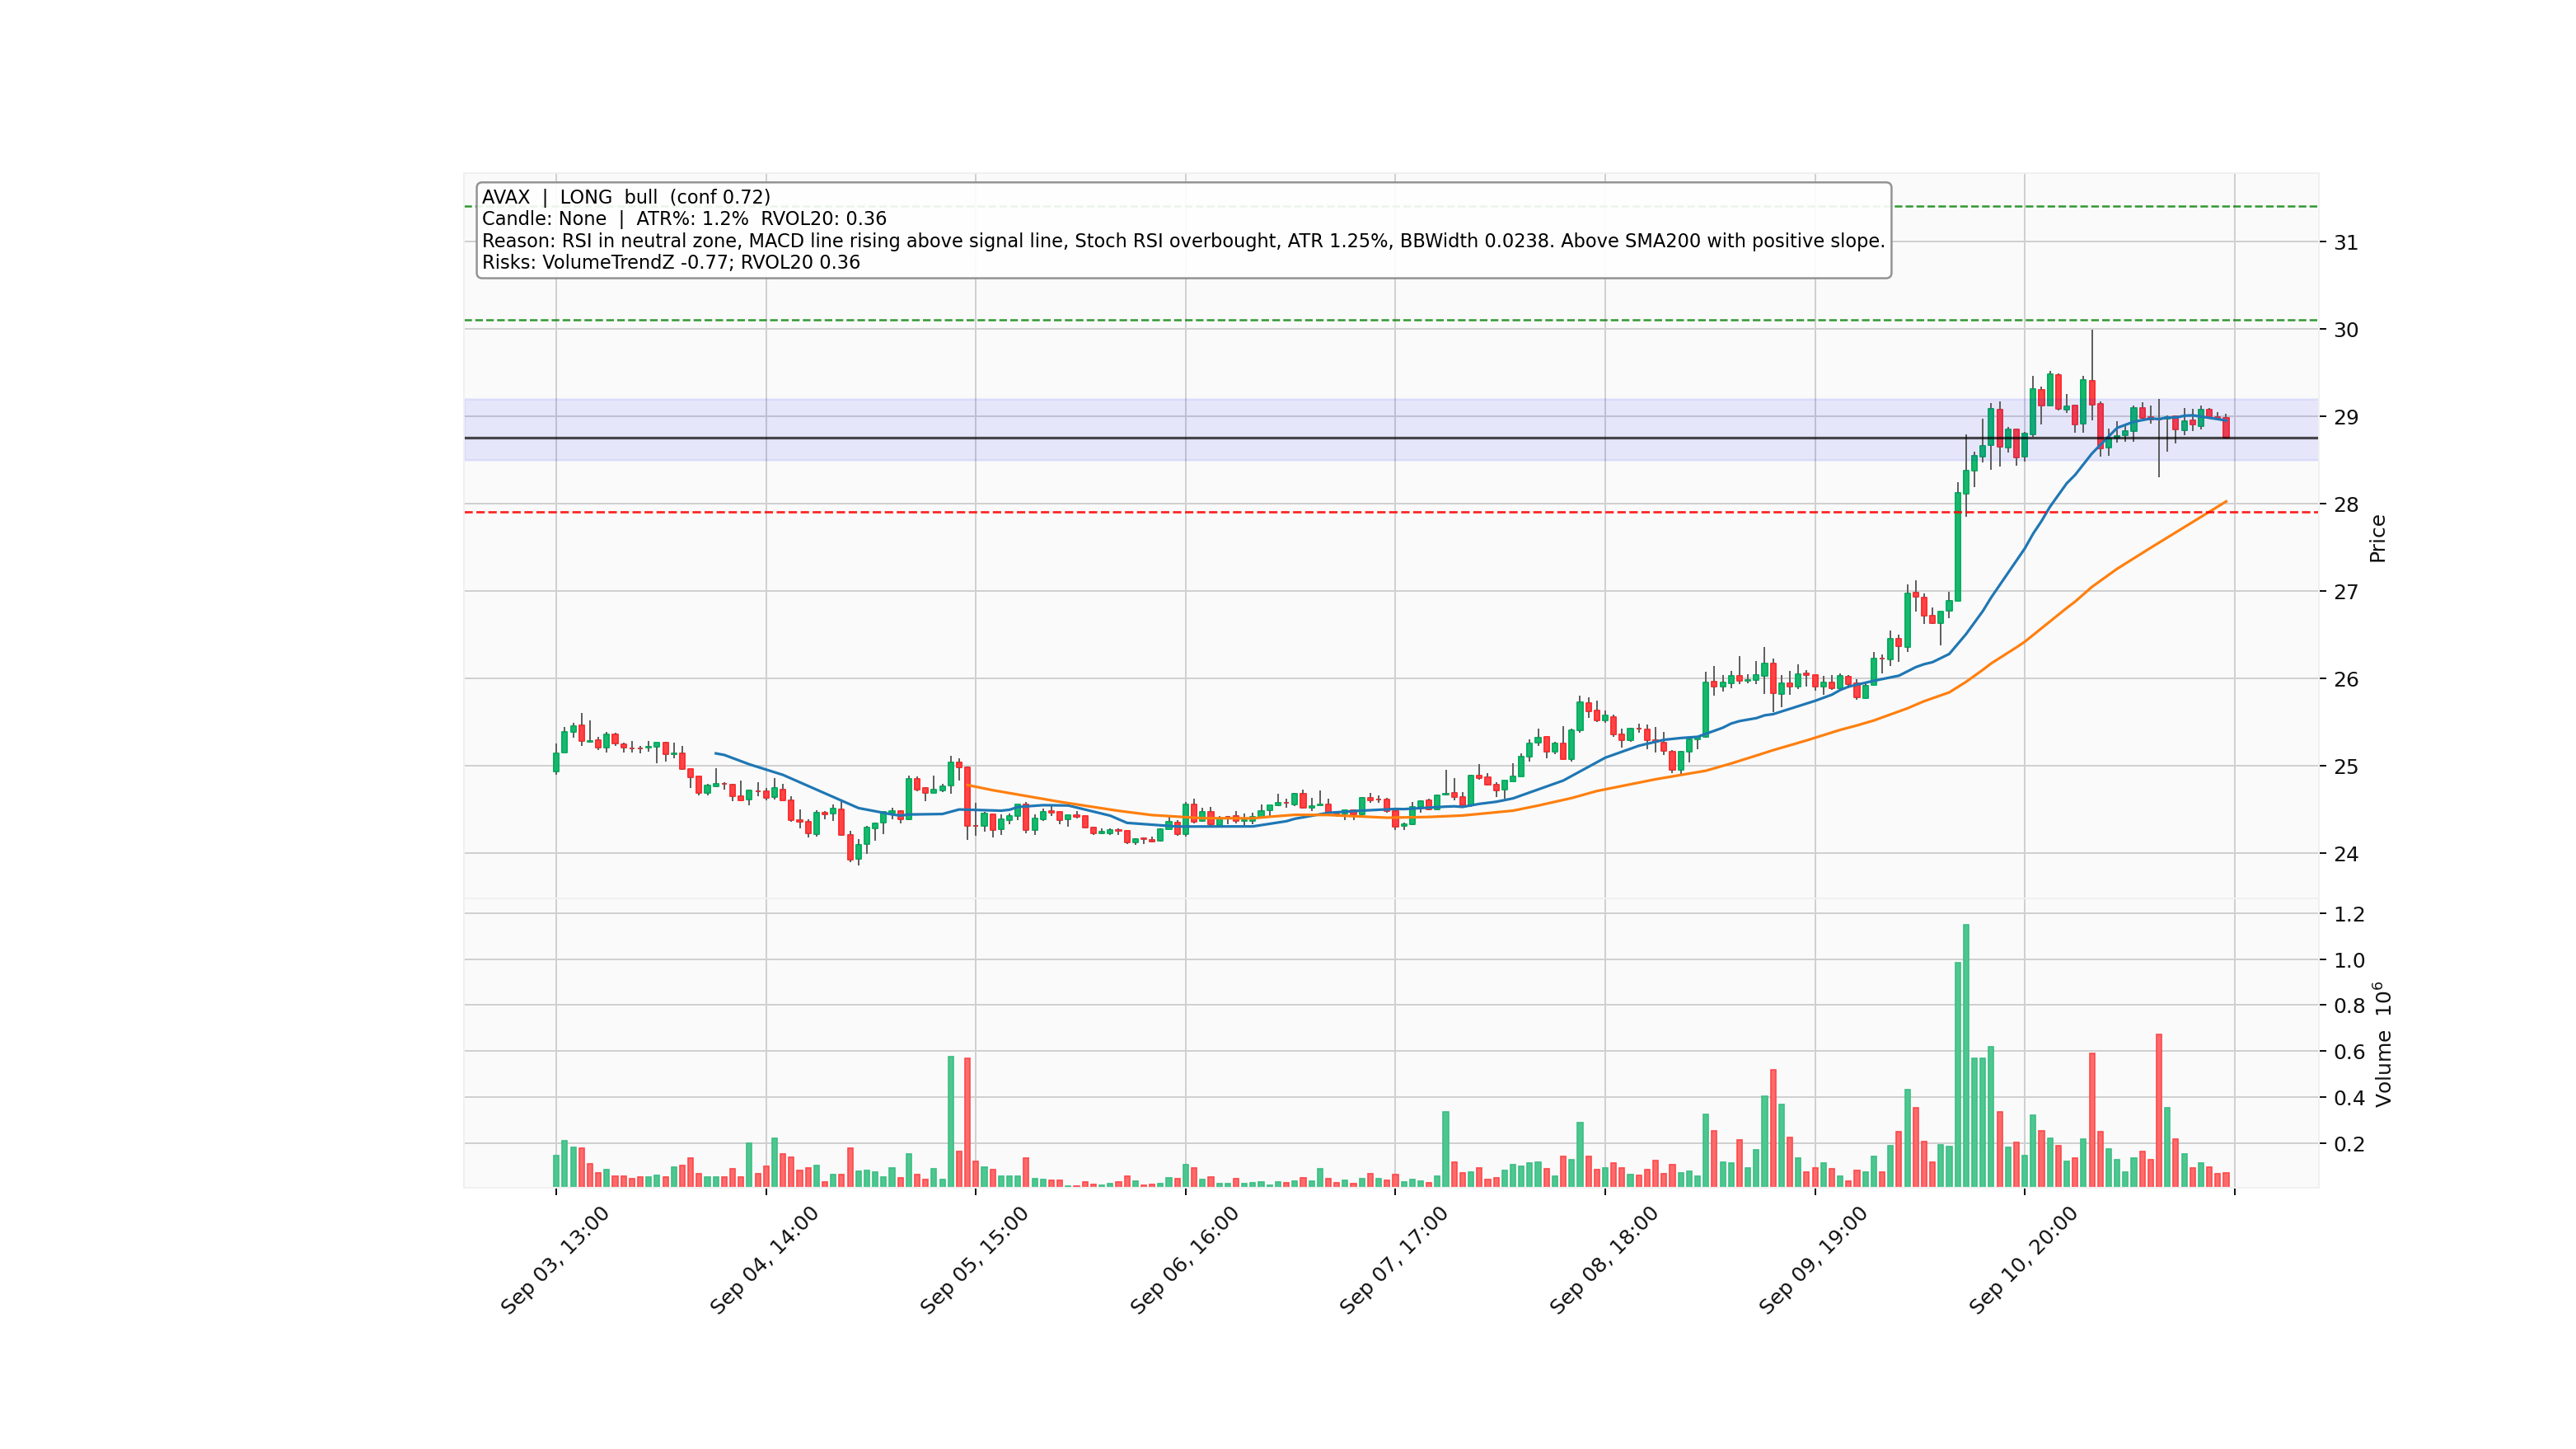 AVAX | LONG bull (conf 0.72)
Candle: None | ATR%: 1.2% RVOL20: 0.36
Reason: RSI in neutral zone, MACD line rising above signal line, Stoch RSI overbought, ATR 1.25%, BBWidth 0.0238. Above SMA200 with positive slope.
Risks: VolumeTrendZ -0.77; RVOL20 0.36
31
30
29
28
27
26
25
24
Price
1.2
1.0
0.8
0.6
0.4
0.2
Volume 10⁶
Sep 03, 13:00
Sep 04, 14:00
Sep 05, 15:00
Sep 06, 16:00
Sep 07, 17:00
Sep 08, 18:00
Sep 09, 19:00
Sep 10, 20:00